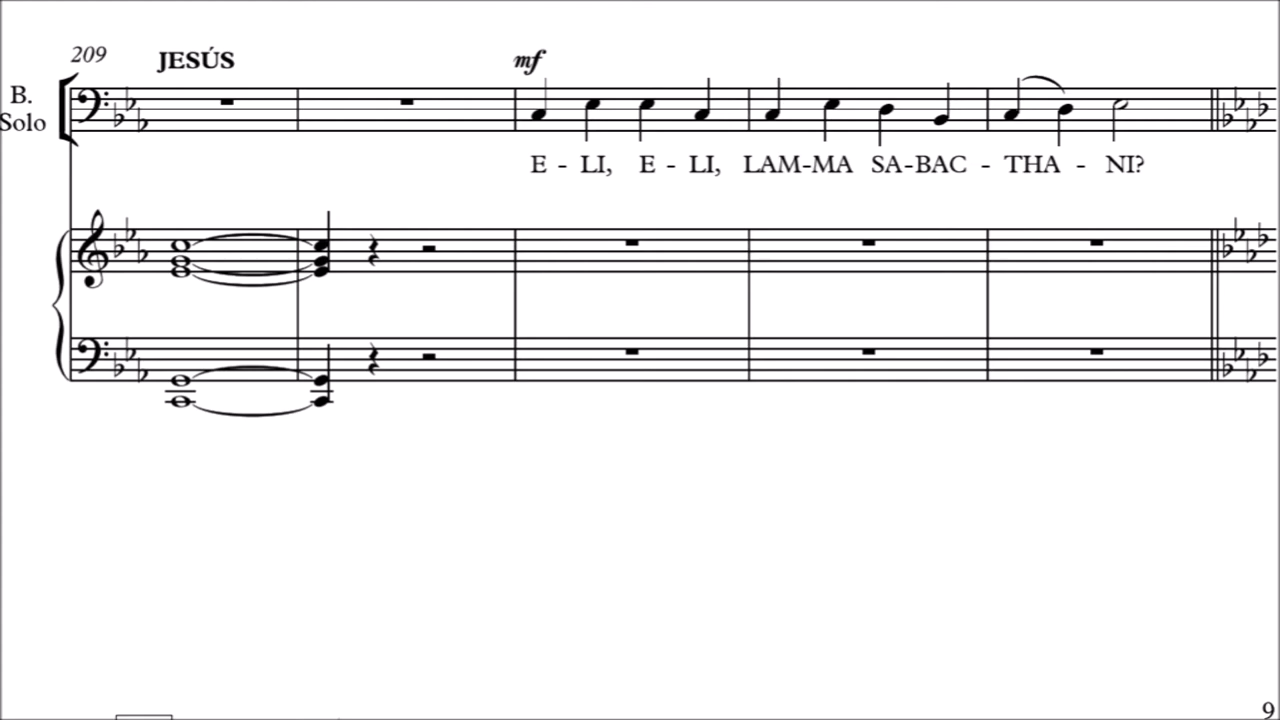 209 JESÚS mf
B.
Solo
E - LI, E - LI, LAM-MA SA-BAC - THA - NI?
9